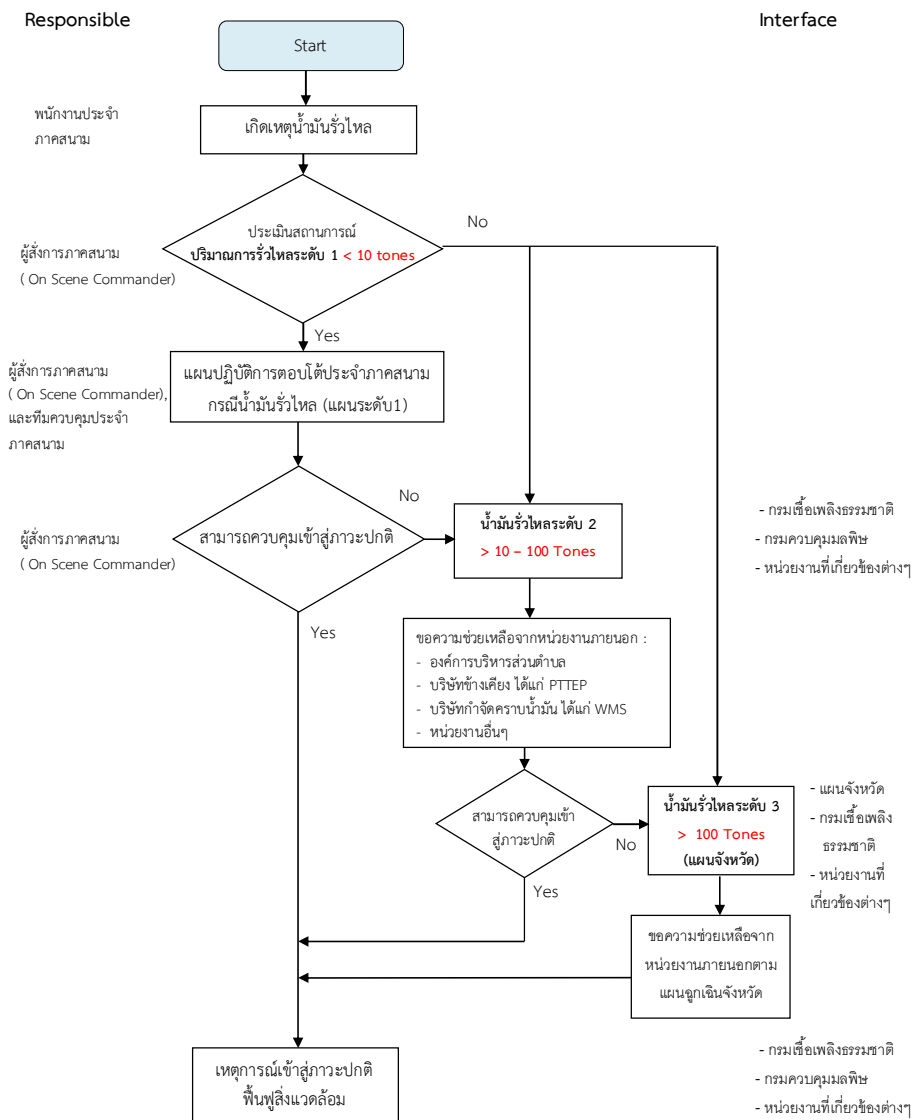 Responsible
Interface
Start
พนักงานประจำ
ภาคสนาม
เกิดเหตุน้ำมันรั่วไหล
ประเมินสถานการณ์
ปริมาณการรั่วไหลระดับ 1 < 10 tones
No
ผู้สั่งการภาคสนาม
( On Scene Commander)
Yes
ผู้สั่งการภาคสนาม
( On Scene Commander),
และทีมควบคุมประจำ
ภาคสนาม
แผนปฏิบัติการตอบโต้ประจำภาคสนาม
กรณีน้ำมันรั่วไหล (แผนระดับ1)
ผู้สั่งการภาคสนาม
( On Scene Commander)
สามารถควบคุมเข้าสู่ภาวะปกติ
No
น้ำมันรั่วไหลระดับ 2
> 10 – 100 Tones
- กรมเชื้อเพลิงธรรมชาติ
- กรมควบคุมมลพิษ
- หน่วยงานที่เกี่ยวข้องต่างๆ
Yes
ขอความช่วยเหลือจากหน่วยงานภายนอก :
- องค์การบริหารส่วนตำบล
- บริษัทข้างเคียง ได้แก่ PTTEP
- บริษัทกำจัดคราบน้ำมัน ได้แก่ WMS
- หน่วยงานอื่นๆ
สามารถควบคุมเข้า
สู่ภาวะปกติ
No
น้ำมันรั่วไหลระดับ 3
> 100 Tones
(แผนจังหวัด)
- แผนจังหวัด
- กรมเชื้อเพลิง
ธรรมชาติ
- หน่วยงานที่
เกี่ยวข้องต่างๆ
Yes
ขอความช่วยเหลือจาก
หน่วยงานภายนอกตาม
แผนฉูกเฉินจังหวัด
เหตุการณ์เข้าสู่ภาวะปกติ
ฟื้นฟูสิ่งแวดล้อม
- กรมเชื้อเพลิงธรรมชาติ
- กรมควบคุมมลพิษ
- หน่วยงานที่เกี่ยวข้องต่างๆ